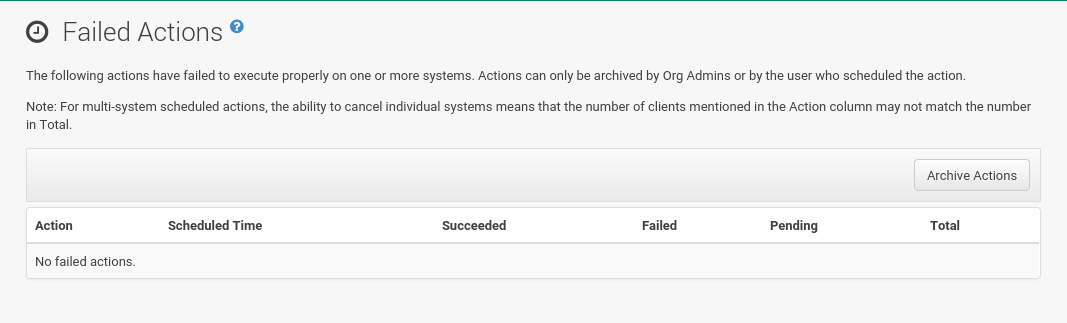 Failed Actions ?
The following actions have failed to execute properly on one or more systems. Actions can only be archived by Org Admins or by the user who scheduled the action.
Note: For multi-system scheduled actions, the ability to cancel individual systems means that the number of clients mentioned in the Action column may not match the number
in Total.
Archive Actions
Action Scheduled Time Succeeded Failed Pending Total
No failed actions.